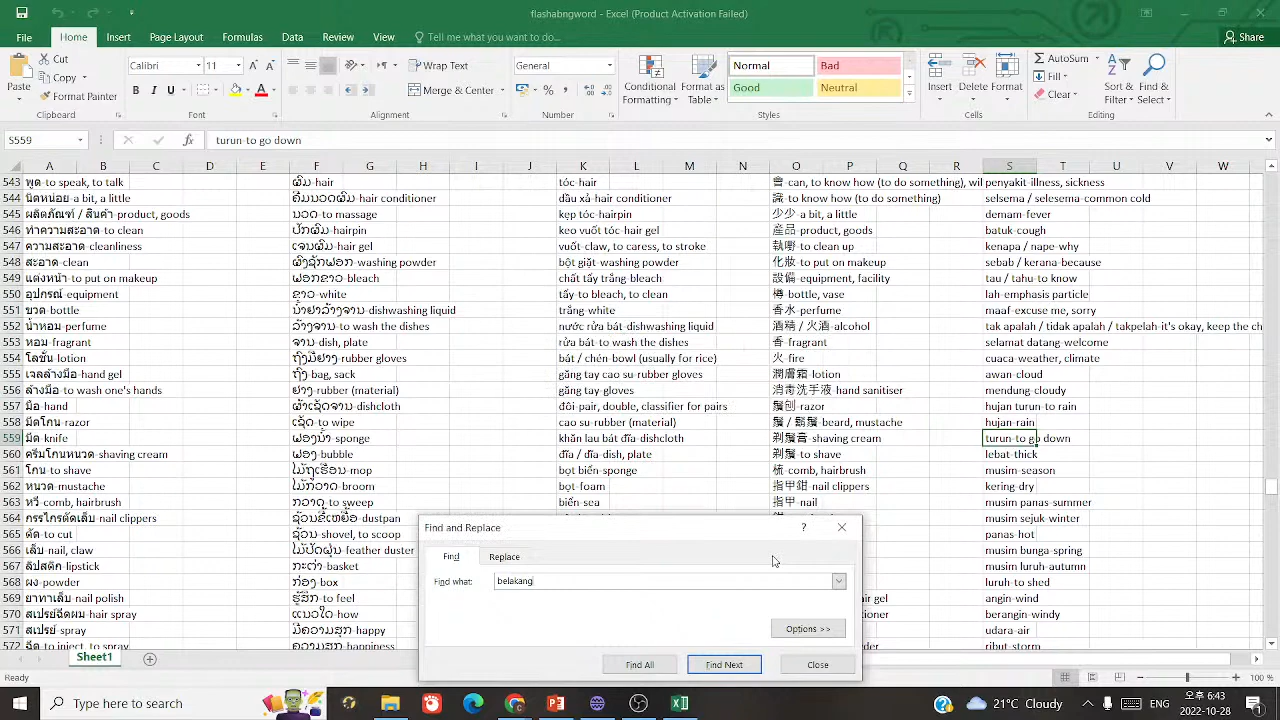 flashabngword - Excel (Product Activation Failed)
File Home Insert Page Layout Formulas Data Review View Tell me what you want to do... Share
Paste Cut Copy Format Painter Clipboard
Calibri 11 B I U Font
Wrap Text Merge & Center Alignment
General Number
Conditional Formatting Format as Table Normal Bad Good Neutral Styles
Insert Delete Format Cells
AutoSum Fill Clear Sort & Filter Find & Select Editing
S559 fx turun-to go down
A B C D E F G H I J K L M N O P Q R S T U V W
543 พูด-to speak, to talk ຜົມ-hair tóc-hair 會-can, to know how (to do something), wil penyakit-illness, sickness
544 นิดหน่อย-a bit, a little ຄີມນວດຜົມ-hair conditioner dầu xả-hair conditioner 識-to know how (to do something) selsema / selesema-common cold
545 ผลิตภัณฑ์ / สินค้า-product, goods ນວດ-to massage kẹp tóc-hairpin 少少-a bit, a little demam-fever
546 ทำความสะอาด-to clean ປັກຜົມ-hairpin keo vuốt tóc-hair gel 產品-product, goods batuk-cough
547 ความสะอาด-cleanliness ເຈນຜົມ-hair gel vuốt-claw, to caress, to stroke 執嘢-to clean up kenapa / nape-why
548 สะอาด-clean ຜົງຊັກຟອກ-washing powder bột giặt-washing powder 化妝-to put on makeup sebab / kerana-because
549 แต่งหน้า-to put on makeup ຟອກຂາວ-bleach chất tẩy trắng-bleach 設備-equipment, facility tau / tahu-to know
550 อุปกรณ์-equipment ຂາວ-white tẩy-to bleach, to clean 樽-bottle, vase lah-emphasis particle
551 ขวด-bottle ນ້ຳຢາລ້າງຈານ-dishwashing liquid trắng-white 香水-perfume maaf-excuse me, sorry
552 น้ำหอม-perfume ລ້າງຈານ-to wash the dishes nước rửa bát-dishwashing liquid 酒精 / 火酒-alcohol tak apalah / tidak apalah / takpelah-it's okay, keep the ch
553 หอม-fragrant ຈານ-dish, plate rửa bát-to wash the dishes 香-fragrant selamat datang-welcome
554 โลชั่น-lotion ຖົງມືຢາງ-rubber gloves bát / chén-bowl (usually for rice) 火-fire cuaca-weather, climate
555 เจลล้างมือ-hand gel ຖົງ-bag, sack găng tay cao su-rubber gloves 潤膚霜-lotion awan-cloud
556 ล้างมือ-to wash one's hands ຢາງ-rubber (material) găng tay-gloves 消毒洗手液-hand sanitiser mendung-cloudy
557 มือ-hand ຜ້າເຊັດຈານ-dishcloth đôi-pair, double, classifier for pairs 鬚刨-razor hujan turun-to rain
558 มีดโกน-razor ເຊັດ-to wipe cao su-rubber (material) 鬚 / 鬍鬚-beard, mustache hujan-rain
559 มีด-knife ຟອງນ້ຳ-sponge khăn lau bát đĩa-dishcloth 剃鬚膏-shaving cream turun-to go down
560 ครีมโกนหนวด-shaving cream ຟອງ-bubble đĩa / dĩa-dish, plate 剃鬚-to shave lebat-thick
561 โกน-to shave ໄມ້ຖູເຮືອນ-mop bọt biển-sponge 梳-comb, hairbrush musim-season
562 หนวด-mustache ໄມ້ກວາດ-broom bọt-foam 指甲鉗-nail clippers kering-dry
563 หวี-comb, hairbrush ກວາດ-to sweep biển-sea 指甲-nail musim panas-summer
564 กรรไกรตัดเล็บ-nail clippers ຊ້ວນຂີ້ເຫຍື້ອ-dustpan musim sejuk-winter
565 ตัด-to cut ຊ້ວນ-shovel, to scoop panas-hot
566 เล็บ-nail, claw ໄມ້ປັດຝຸ່ນ-feather duster musim bunga-spring
567 ลิปสติก-lipstick ກະຕ່າ-basket musim luruh-autumn
568 ผง-powder ກ່ອງ-box luruh-to shed
569 ยาทาเล็บ-nail polish ຮູ້ສຶກ-to feel angin-wind
570 สเปรย์ฉีดผม-hair spray ແນວໃດ-how berangin-windy
571 สเปรย์-spray ມີຄວາມສຸກ-happy udara-air
572 ฉีด-to inject, to spray ຄວາມສຸກ-happiness ribut-storm
Find and Replace ?
Find Replace
Find what: belakang
Options >>
Find All Find Next Close
Sheet1
Ready 100 %
Type here to search 21°C Cloudy 오후 6:43
2022-10-28